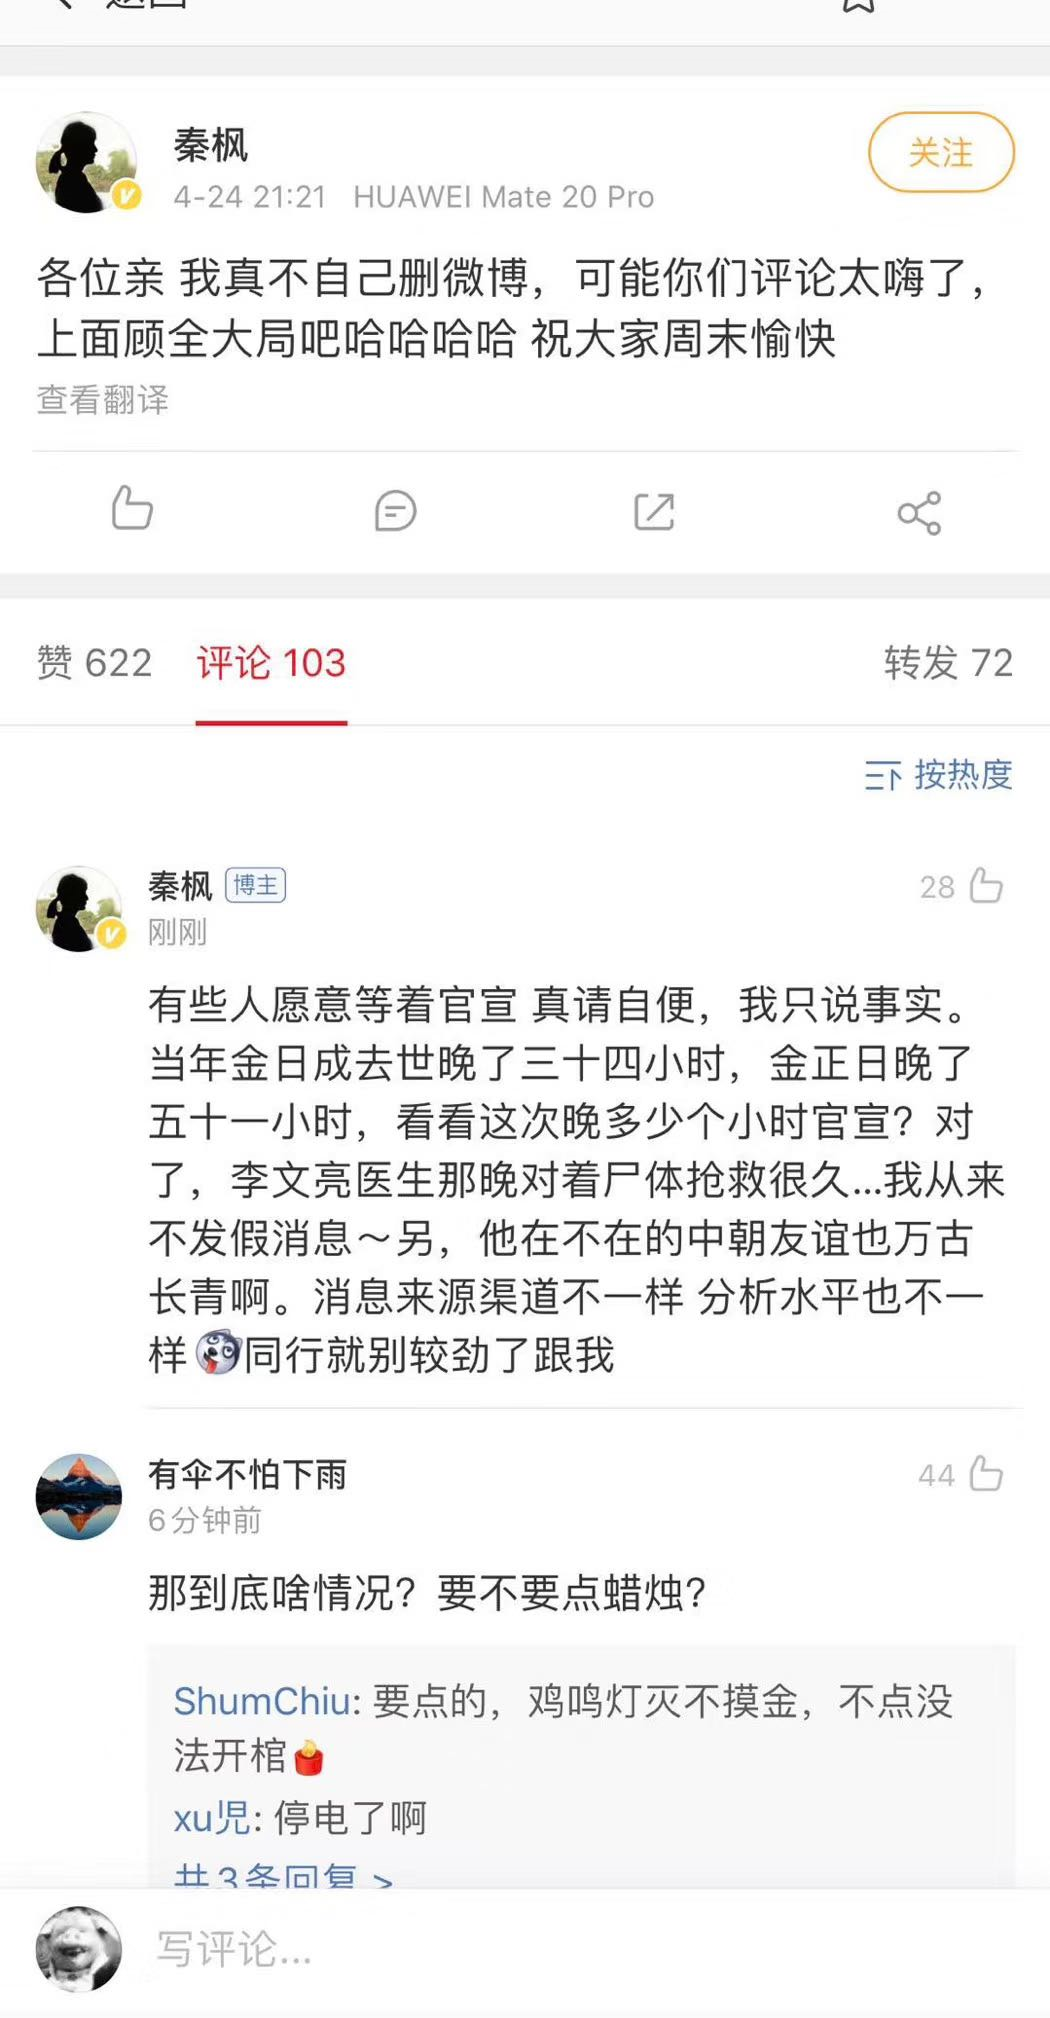 返回
秦枫
关注
4-24 21:21 HUAWEI Mate 20 Pro
各位亲 我真不自己删微博，可能你们评论太嗨了，
上面顾全大局吧哈哈哈哈 祝大家周末愉快
查看翻译
赞 622 评论 103 转发 72
按热度
秦枫 博主
28
刚刚
有些人愿意等着官宣 真请自便，我只说事实。
当年金日成去世晚了三十四小时，金正日晚了
五十一小时，看看这次晚多少个小时官宣？对
了，李文亮医生那晚对着尸体抢救很久...我从来
不发假消息～另，他在不在的中朝友谊也万古
长青啊。消息来源渠道不一样 分析水平也不一
样同行就别较劲了跟我
有伞不怕下雨
44
6分钟前
那到底啥情况？要不要点蜡烛？
ShumChiu: 要点的，鸡鸣灯灭不摸金，不点没
法开棺
xu児: 停电了啊
共3条回复 >
写评论...